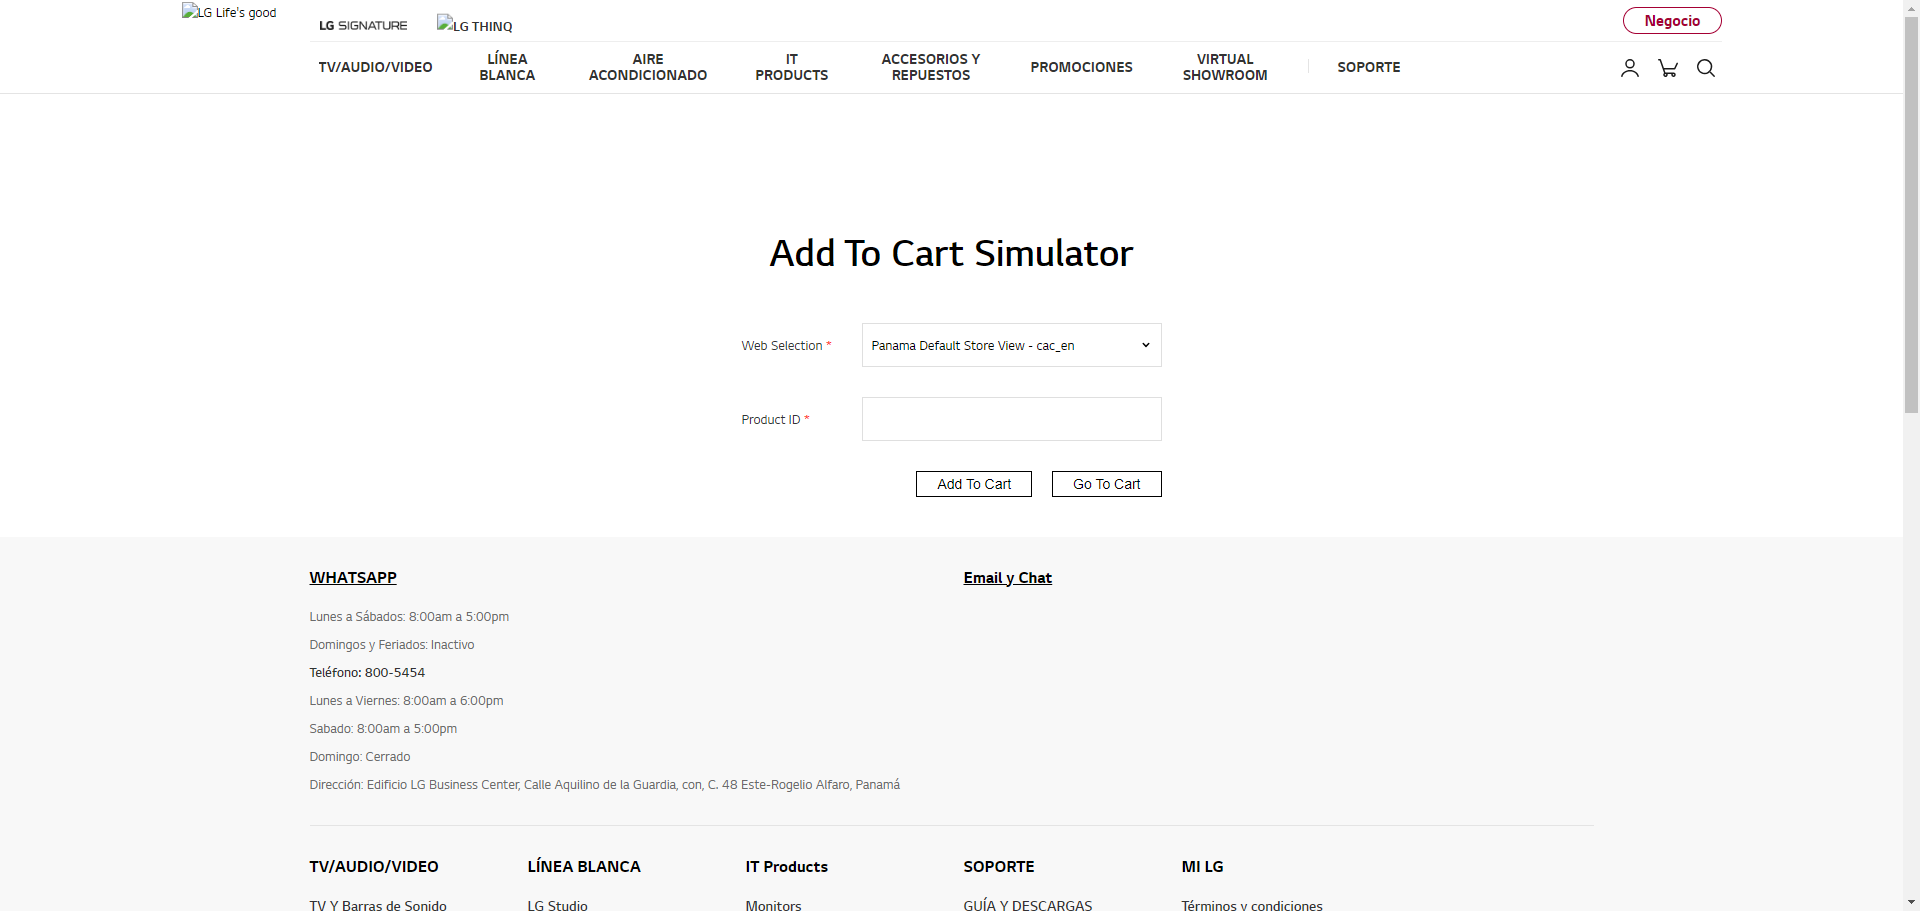 LG Life's good
LG SIGNATURE
LG THINQ
Negocio
TV/AUDIO/VIDEO
LÍNEA
BLANCA
AIRE
ACONDICIONADO
IT
PRODUCTS
ACCESORIOS Y
REPUESTOS
PROMOCIONES
VIRTUAL
SHOWROOM
SOPORTE
Add To Cart Simulator
Web Selection *
Panama Default Store View - cac_en
Product ID *
Add To Cart
Go To Cart
WHATSAPP
Lunes a Sábados: 8:00am a 5:00pm
Domingos y Feriados: Inactivo
Teléfono: 800-5454
Lunes a Viernes: 8:00am a 6:00pm
Sabado: 8:00am a 5:00pm
Domingo: Cerrado
Dirección: Edificio LG Business Center, Calle Aquilino de la Guardia, con, C. 48 Este-Rogelio Alfaro, Panamá
Email y Chat
TV/AUDIO/VIDEO
TV Y Barras de Sonido
LÍNEA BLANCA
LG Studio
IT Products
Monitors
SOPORTE
GUÍA Y DESCARGAS
MI LG
Términos y condiciones